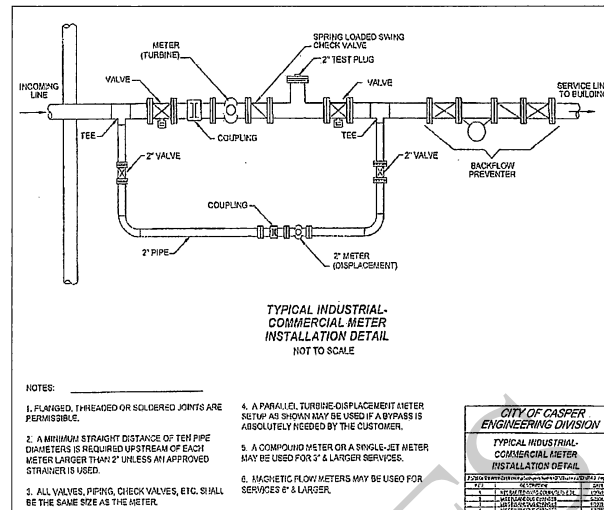 METER
(TURBINE)
SPRING LOADED SWING
CHECK VALVE
2" TEST PLUG
VALVE
VALVE
INCOMING
LINE
SERVICE LINE
TO BUILDING
TEE
COUPLING
TEE
2" VALVE
2" VALVE
BACKFLOW
PREVENTER
COUPLING
2" PIPE
2" METER
(DISPLACEMENT)
TYPICAL INDUSTRIAL-
COMMERCIAL METER
INSTALLATION DETAIL
NOT TO SCALE
NOTES:
1. FLANGED, THREADED OR SOLDERED JOINTS ARE
PERMISSIBLE.
2. A MINIMUM STRAIGHT DISTANCE OF TEN PIPE
DIAMETERS IS REQUIRED UPSTREAM OF EACH
METER LARGER THAN 2" UNLESS AN APPROVED
STRAINER IS USED.
3. ALL VALVES, PIPING, CHECK VALVES, ETC. SHALL
BE THE SAME SIZE AS THE METER.
4. A PARALLEL TURBINE-DISPLACEMENT METER
SETUP AS SHOWN MAY BE USED IF A BYPASS IS
ABSOLUTELY NEEDED BY THE CUSTOMER.
5. A COMPOUND METER OR A SINGLE-JET METER
MAY BE USED FOR 3" & LARGER SERVICES.
6. MAGNETIC FLOW METERS MAY BE USED FOR
SERVICES 6" & LARGER.
CITY OF CASPER
ENGINEERING DIVISION
TYPICAL INDUSTRIAL-
COMMERCIAL METER
INSTALLATION DETAIL